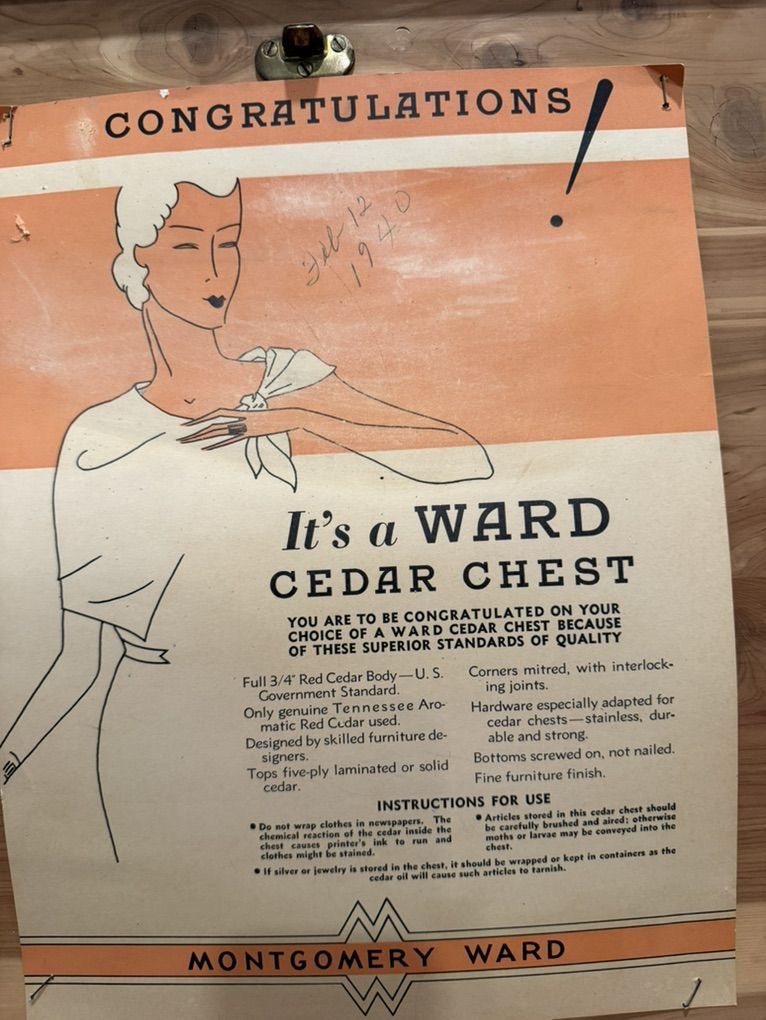 CONGRATULATIONS!
Feb 12
1940
It's a WARD
CEDAR CHEST
YOU ARE TO BE CONGRATULATED ON YOUR
CHOICE OF A WARD CEDAR CHEST BECAUSE
OF THESE SUPERIOR STANDARDS OF QUALITY
Full 3/4" Red Cedar Body—U. S.
Government Standard.
Only genuine Tennessee Aro-
matic Red Cedar used.
Designed by skilled furniture de-
signers.
Tops five-ply laminated or solid
cedar.
Corners mitred, with interlock-
ing joints.
Hardware especially adapted for
cedar chests—stainless, dur-
able and strong.
Bottoms screwed on, not nailed.
Fine furniture finish.
INSTRUCTIONS FOR USE
• Do not wrap clothes in newspapers. The
chemical reaction of the cedar inside the
chest causes printer's ink to run and
clothes might be stained.
• Articles stored in this cedar chest should
be carefully brushed and aired; otherwise
moths or larvae may be conveyed into the
chest.
• If silver or jewelry is stored in the chest, it should be wrapped or kept in containers as the
cedar oil will cause such articles to tarnish.
M
MONTGOMERY WARD
W